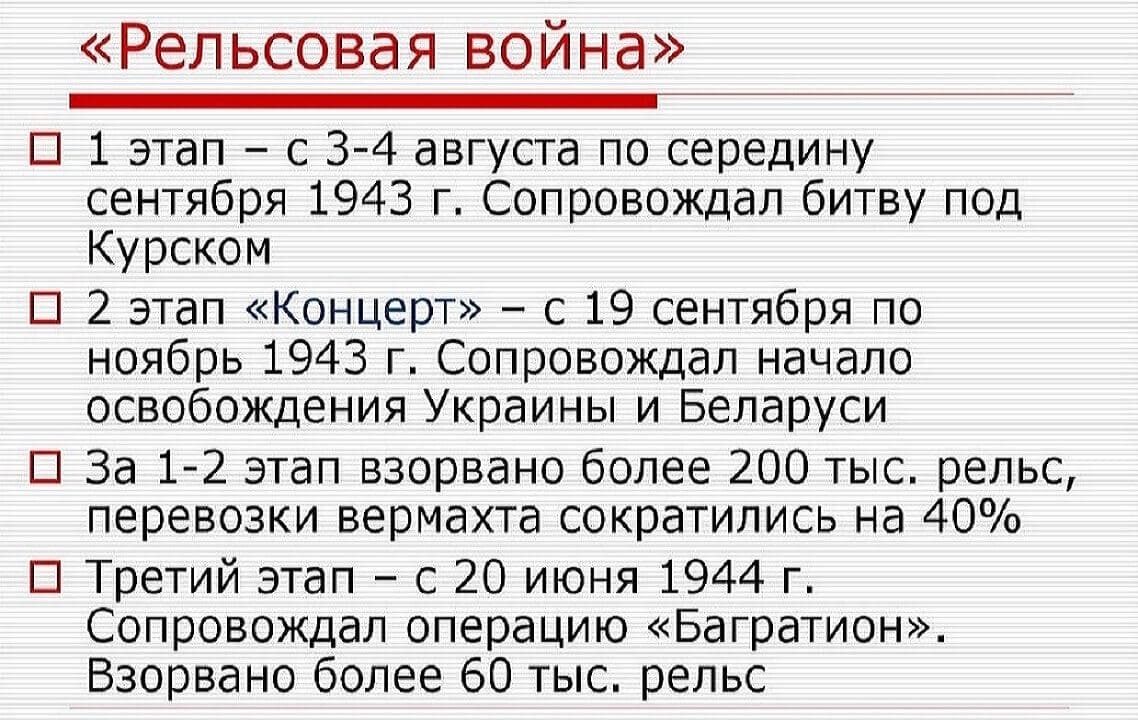 «Рельсовая война»
1 этап – с 3-4 августа по середину
сентября 1943 г. Сопровождал битву под
Курском
2 этап «Концерт» – с 19 сентября по
ноябрь 1943 г. Сопровождал начало
освобождения Украины и Беларуси
За 1-2 этап взорвано более 200 тыс. рельс,
перевозки вермахта сократились на 40%
Третий этап – с 20 июня 1944 г.
Сопровождал операцию «Багратион».
Взорвано более 60 тыс. рельс